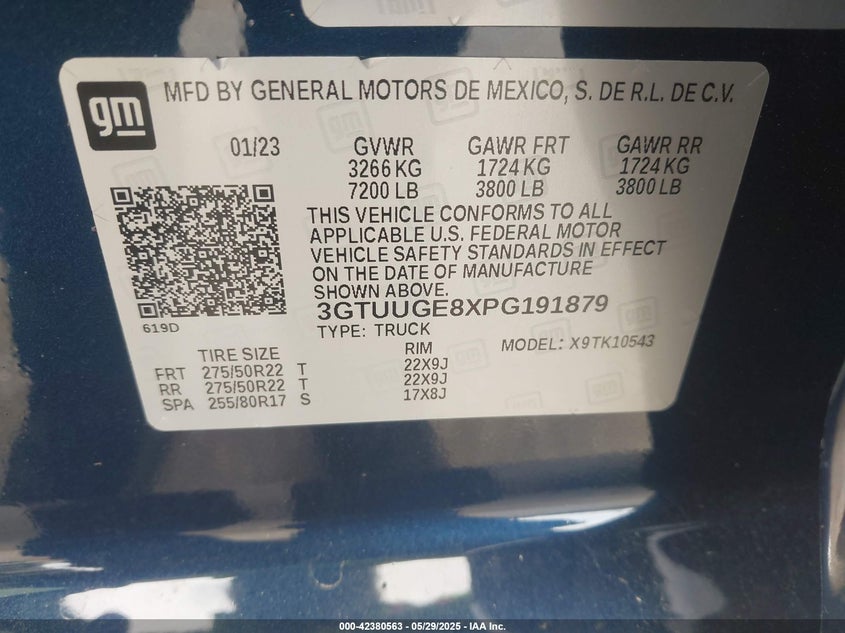 gm
MFD BY GENERAL MOTORS DE MEXICO, S. DE R.L. DE C.V.
01/23 GVWR GAWR FRT GAWR RR
3266 KG 1724 KG 1724 KG
7200 LB 3800 LB 3800 LB
THIS VEHICLE CONFORMS TO ALL
APPLICABLE U.S. FEDERAL MOTOR
VEHICLE SAFETY STANDARDS IN EFFECT
ON THE DATE OF MANUFACTURE
SHOWN ABOVE.
3GTUUGE8XPG191879
619D
TYPE: TRUCK
TIRE SIZE RIM MODEL: X9TK10543
FRT 275/50R22 T 22X9J
RR 275/50R22 T 22X9J
SPA 255/80R17 S 17X8J
000-42380563 — 05/29/2025 - IAA Inc.